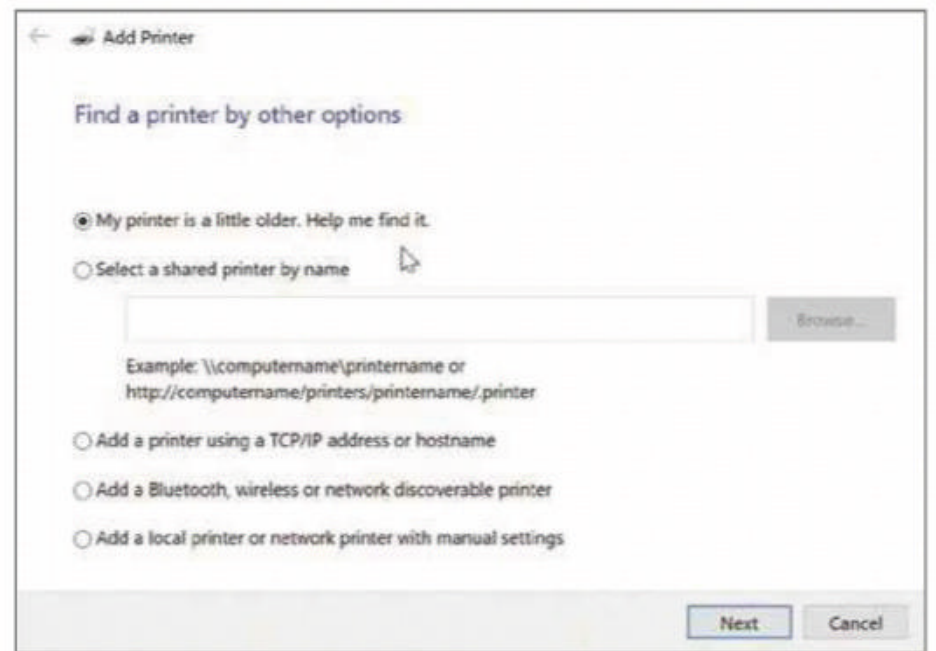 Add Printer
Find a printer by other options
My printer is a little older. Help me find it.
Select a shared printer by name
Browse...
Example: \\computername\printername or
http://computername/printers/printername/.printer
Add a printer using a TCP/IP address or hostname
Add a Bluetooth, wireless or network discoverable printer
Add a local printer or network printer with manual settings
Next
Cancel